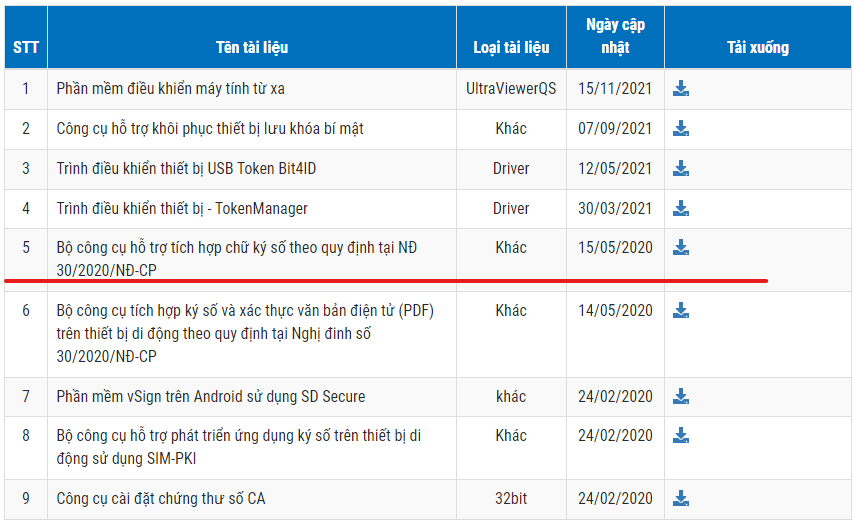 STT Tên tài liệu Loại tài liệu Ngày cập nhật Tải xuống
1 Phần mềm điều khiển máy tính từ xa UltraViewerQS 15/11/2021
2 Công cụ hỗ trợ khôi phục thiết bị lưu khóa bí mật Khác 07/09/2021
3 Trình điều khiển thiết bị USB Token Bit4ID Driver 12/05/2021
4 Trình điều khiển thiết bị - TokenManager Driver 30/03/2021
5 Bộ công cụ hỗ trợ tích hợp chữ ký số theo quy định tại NĐ Khác 15/05/2020
30/2020/NĐ-CP
6 Bộ công cụ tích hợp ký số và xác thực văn bản điện tử (PDF) Khác 14/05/2020
trên thiết bị di động theo quy định tại Nghị đinh số
30/2020/NĐ-CP
7 Phần mềm vSign trên Android sử dụng SD Secure khác 24/02/2020
8 Bộ công cụ hỗ trợ phát triển ứng dụng ký số trên thiết bị di Khác 24/02/2020
động sử dụng SIM-PKI
9 Công cụ cài đặt chứng thư số CA 32bit 24/02/2020